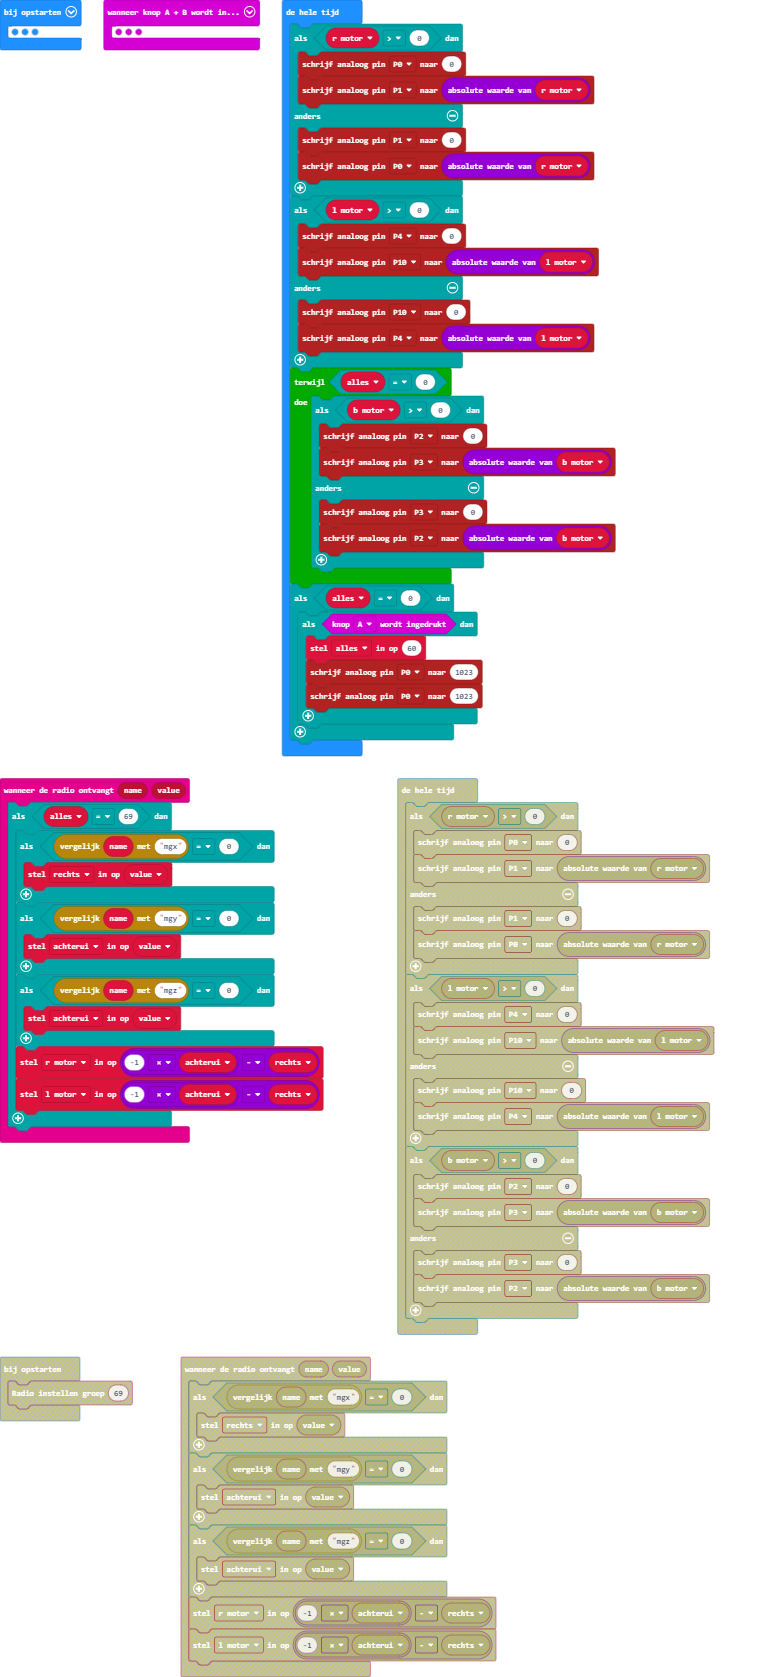 bij opstarten
wanneer knop A + B wordt in...
de hele tijd
als r motor > 0 dan
schrijf analoog pin P0 naar 0
schrijf analoog pin P1 naar absolute waarde van r motor
anders
schrijf analoog pin P1 naar 0
schrijf analoog pin P0 naar absolute waarde van r motor
als l motor > 0 dan
schrijf analoog pin P4 naar 0
schrijf analoog pin P10 naar absolute waarde van l motor
anders
schrijf analoog pin P10 naar 0
schrijf analoog pin P4 naar absolute waarde van l motor
terwijl alles = 0
doe
als b motor > 0 dan
schrijf analoog pin P2 naar 0
schrijf analoog pin P3 naar absolute waarde van b motor
anders
schrijf analoog pin P3 naar 0
schrijf analoog pin P2 naar absolute waarde van b motor
als alles = 0 dan
als knop A wordt ingedrukt dan
stel alles in op 60
schrijf analoog pin P0 naar 1023
schrijf analoog pin P0 naar 1023
wanneer de radio ontvangt name value
als alles = 69 dan
als vergelijk name met "mgx" = 0 dan
stel rechts in op value
als vergelijk name met "mgy" = 0 dan
stel achterui in op value
als vergelijk name met "mgz" = 0 dan
stel achterui in op value
stel r motor in op -1 × achterui - rechts
stel l motor in op -1 × achterui - rechts
de hele tijd
als r motor > 0 dan
schrijf analoog pin P0 naar 0
schrijf analoog pin P1 naar absolute waarde van r motor
anders
schrijf analoog pin P1 naar 0
schrijf analoog pin P0 naar absolute waarde van r motor
als l motor > 0 dan
schrijf analoog pin P4 naar 0
schrijf analoog pin P10 naar absolute waarde van l motor
anders
schrijf analoog pin P10 naar 0
schrijf analoog pin P4 naar absolute waarde van l motor
als b motor > 0 dan
schrijf analoog pin P2 naar 0
schrijf analoog pin P3 naar absolute waarde van b motor
anders
schrijf analoog pin P3 naar 0
schrijf analoog pin P2 naar absolute waarde van b motor
bij opstarten
Radio instellen groep 69
wanneer de radio ontvangt name value
als vergelijk name met "mgx" = 0 dan
stel rechts in op value
als vergelijk name met "mgy" = 0 dan
stel achterui in op value
als vergelijk name met "mgz" = 0 dan
stel achterui in op value
stel r motor in op -1 × achterui - rechts
stel l motor in op -1 × achterui - rechts